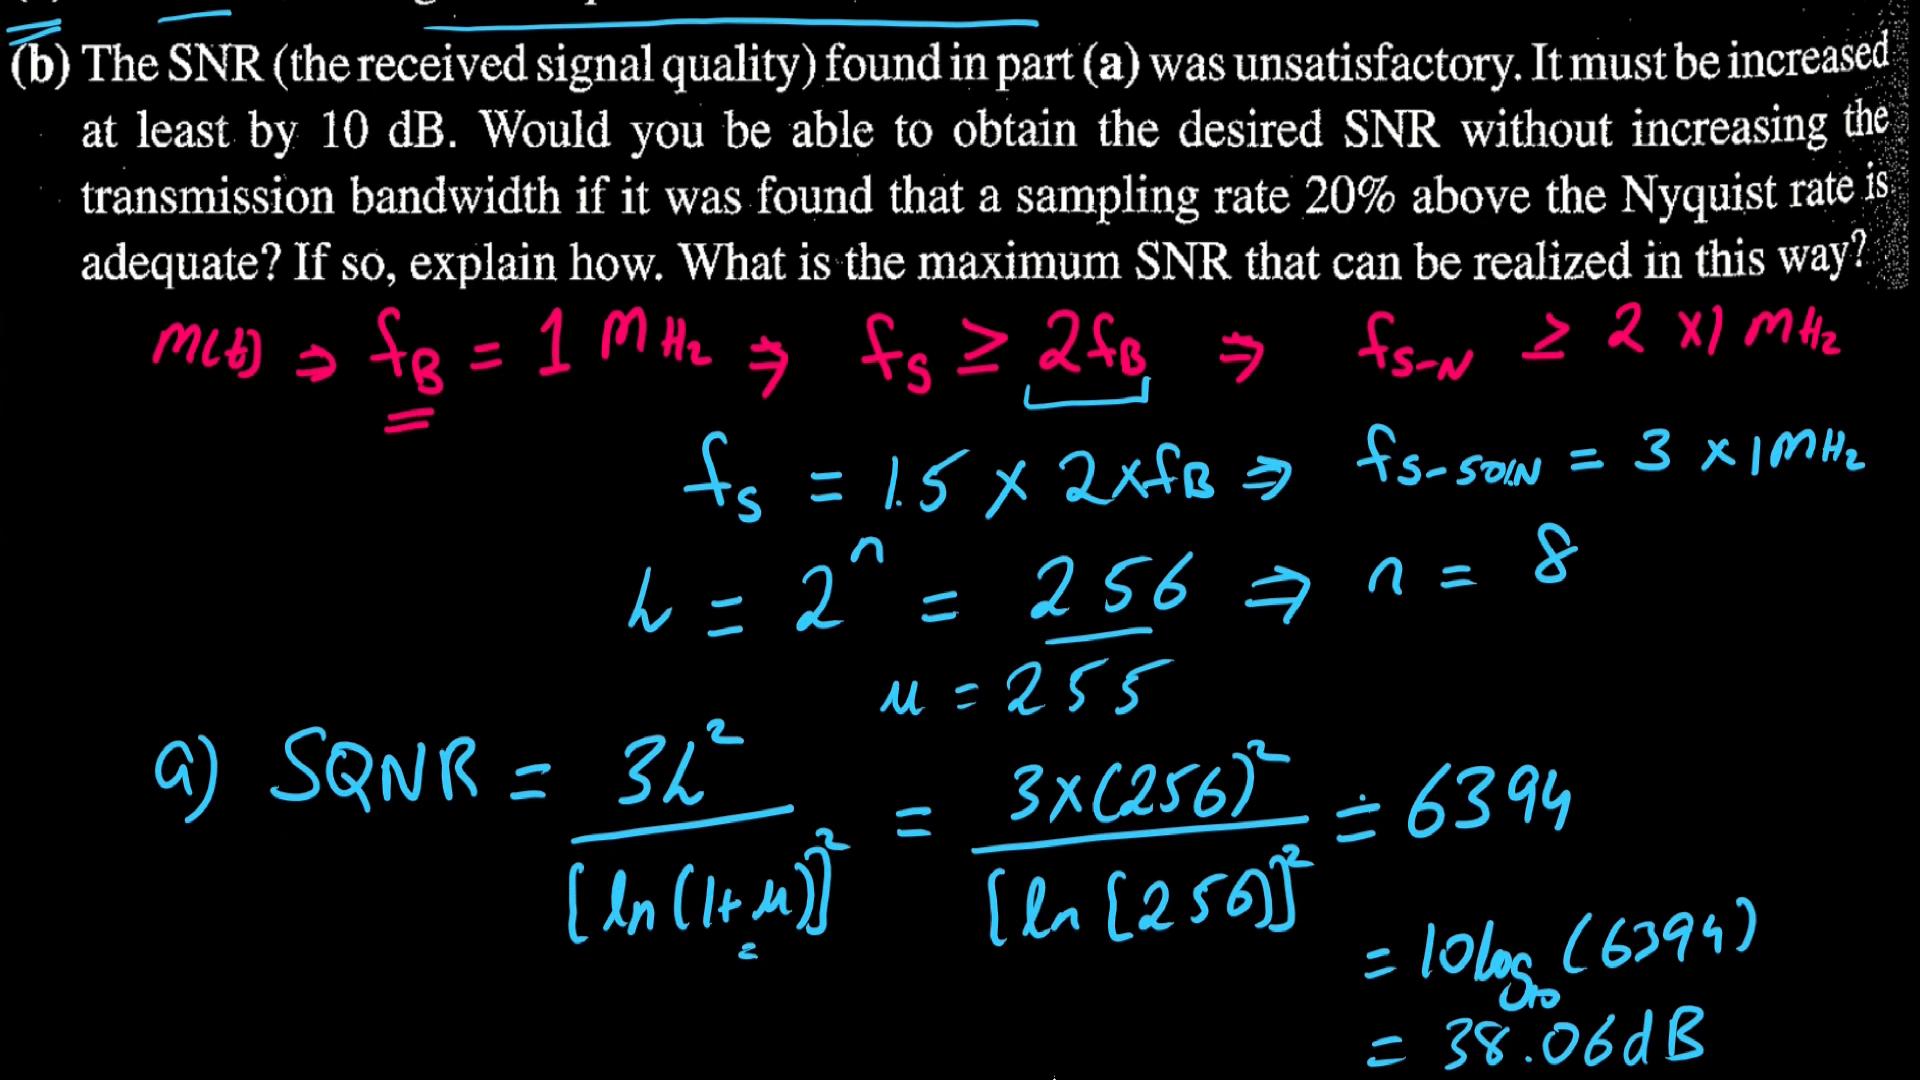 (b) The SNR (the received signal quality) found in part (a) was unsatisfactory. It must be increased
at least by 10 dB. Would you be able to obtain the desired SNR without increasing the
transmission bandwidth if it was found that a sampling rate 20% above the Nyquist rate is
adequate? If so, explain how. What is the maximum SNR that can be realized in this way?
m(t) ⇒ fB = 1 MHz ⇒ fs ≥ 2fB ⇒ fs-N ≥ 2 x 1 MHz
fs = 1.5 x 2 x fB ⇒ fs-50%N = 3 x 1 MHz
L = 2^n = 256 ⇒ n = 8
μ = 255
a) SQNR = 3L^2 / [ln(1+μ)]^2 = 3x(256)^2 / [ln[256]]^2 = 6394
= 10log10(6394)
= 38.06dB